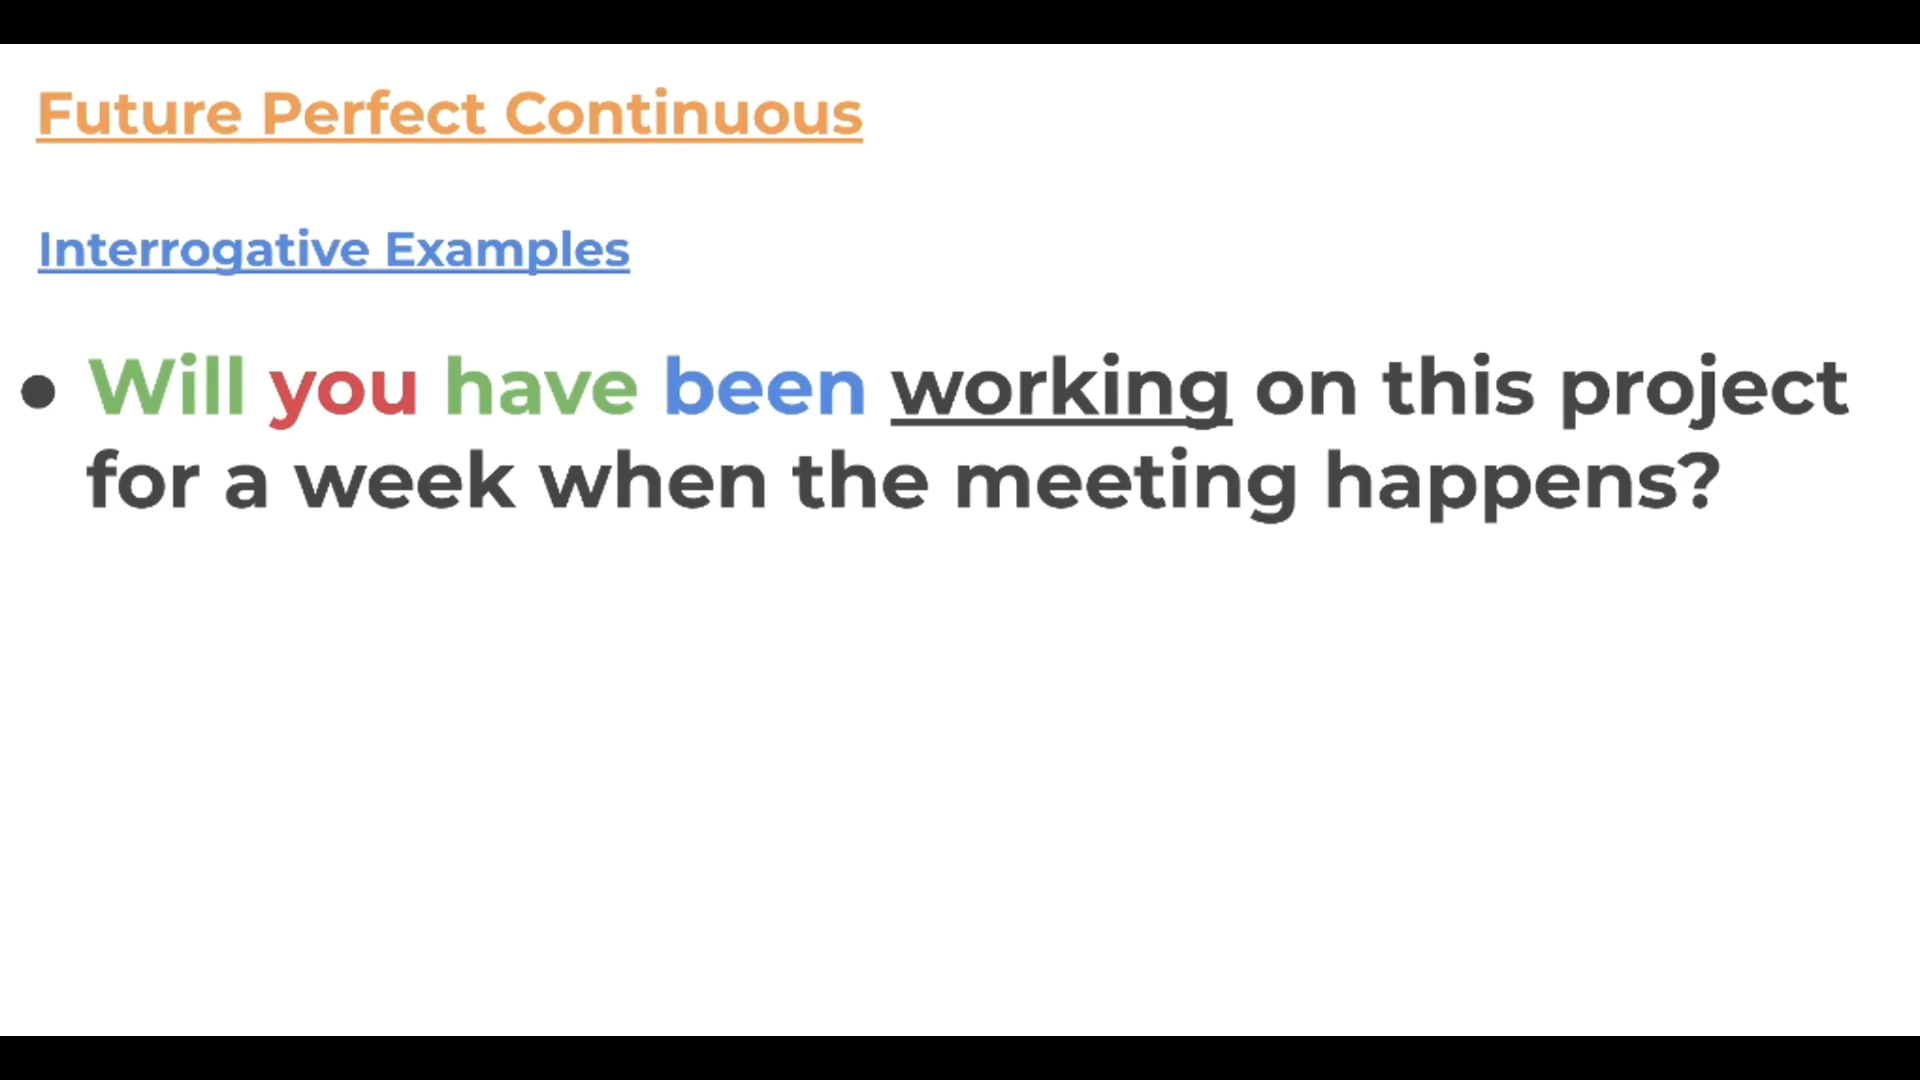 Future Perfect Continuous
Interrogative Examples
● Will you have been working on this project
for a week when the meeting happens?